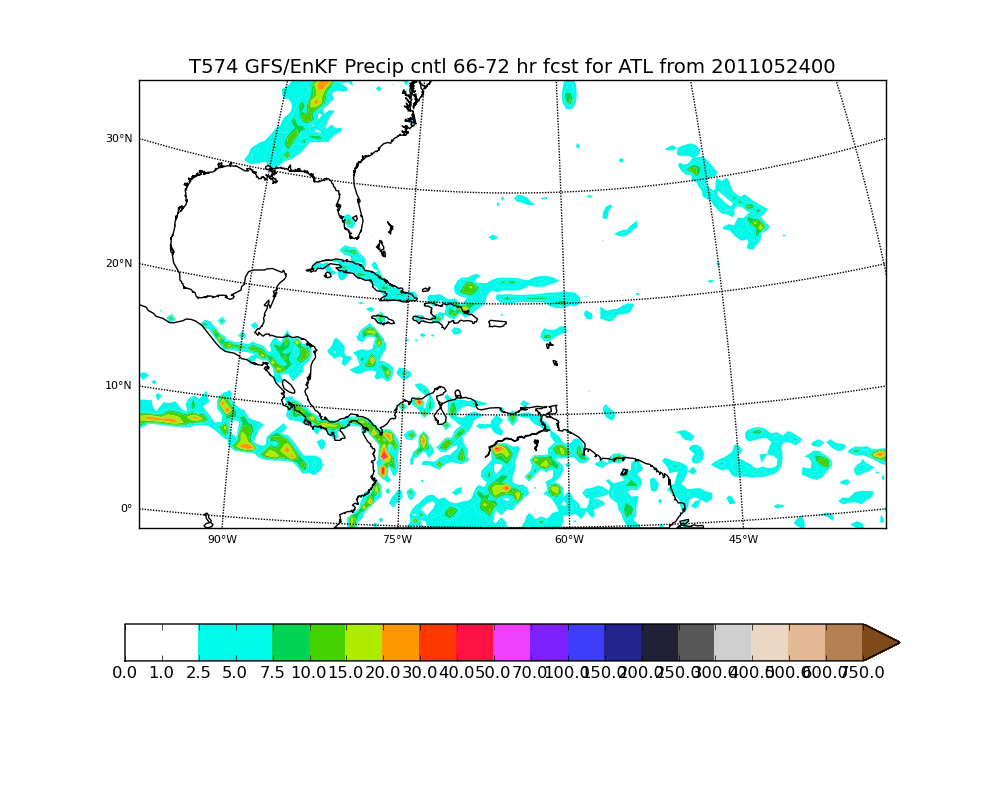 T574 GFS/EnKF Precip cntl 66-72 hr fcst for ATL from 2011052400
30°N
20°N
10°N
0°
90°W 75°W 60°W 45°W
0.0 1.0 2.5 5.0 7.5 10.0 15.0 20.0 30.0 40.0 50.0 70.0 100.0 150.0 200.0 250.0 300.0 400.0 500.0 600.0 750.0